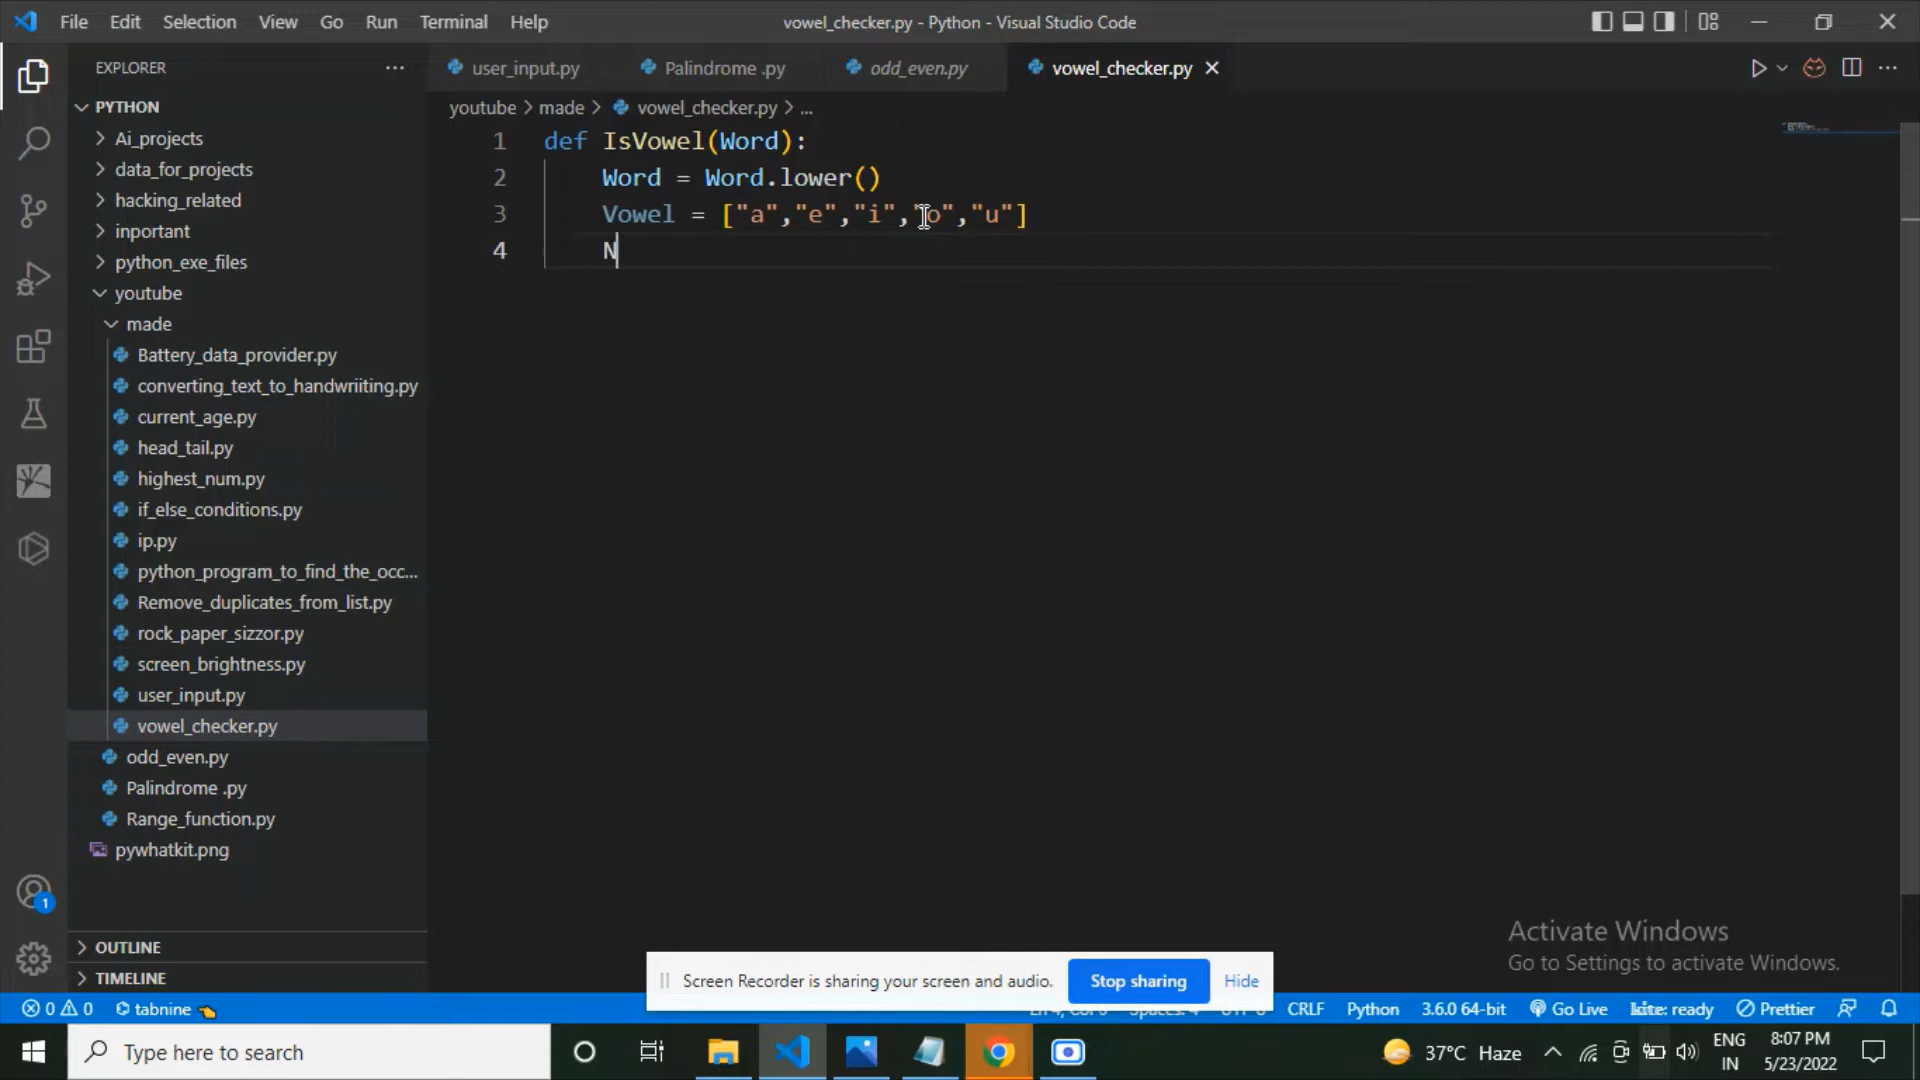 File Edit Selection View Go Run Terminal Help
vowel_checker.py - Python - Visual Studio Code
EXPLORER
user_input.py
Palindrome .py
odd_even.py
vowel_checker.py
PYTHON
youtube > made > vowel_checker.py > ...
Ai_projects
data_for_projects
hacking_related
inportant
python_exe_files
youtube
made
Battery_data_provider.py
converting_text_to_handwriiting.py
current_age.py
head_tail.py
highest_num.py
if_else_conditions.py
ip.py
python_program_to_find_the_occ...
Remove_duplicates_from_list.py
rock_paper_sizzor.py
screen_brightness.py
user_input.py
vowel_checker.py
odd_even.py
Palindrome .py
Range_function.py
pywhatkit.png
OUTLINE
TIMELINE
1 def IsVowel(Word):
2 Word = Word.lower()
3 Vowel = ["a","e","i","o","u"]
4 N
Activate Windows
Go to Settings to activate Windows.
Screen Recorder is sharing your screen and audio. Stop sharing Hide
1
0 0 tabnine
CRLF Python 3.6.0 64-bit Go Live kite: ready Prettier
Type here to search
37°C Haze
ENG
IN
8:07 PM
5/23/2022